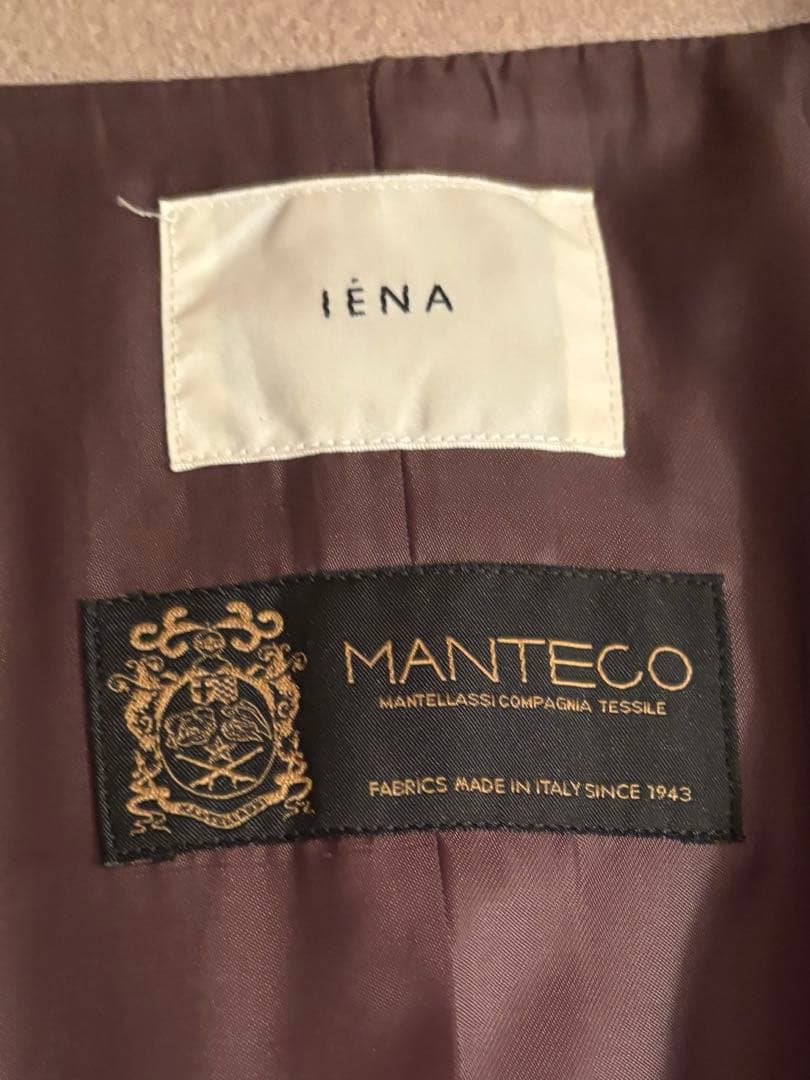 IÉNA
MANTECO
MANTELLASSI COMPAGNIA TESSILE
FABRICS MADE IN ITALY SINCE 1943